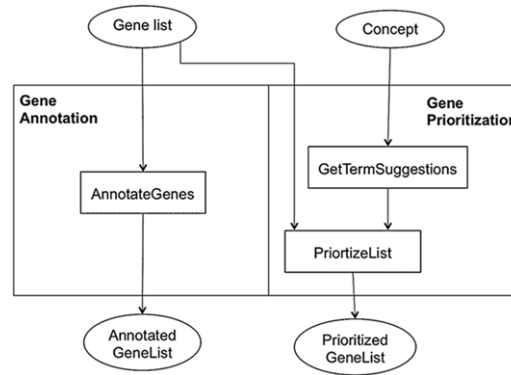 Gene list
Concept
Gene
Annotation
Gene
Prioritization
AnnotateGenes
GetTermSuggestions
PriortizeList
Annotated
GeneList
Prioritized
GeneList